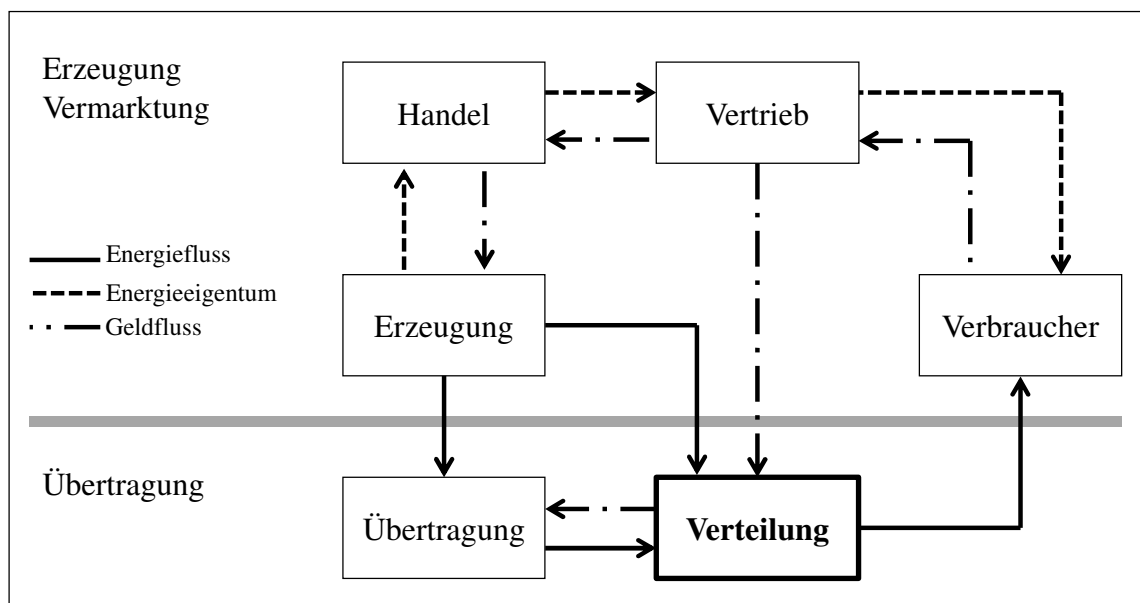 Erzeugung
Vermarktung
Handel
Vertrieb
Energiefluss
Energieeigentum
Geldfluss
Erzeugung
Verbraucher
Übertragung
Übertragung
Verteilung